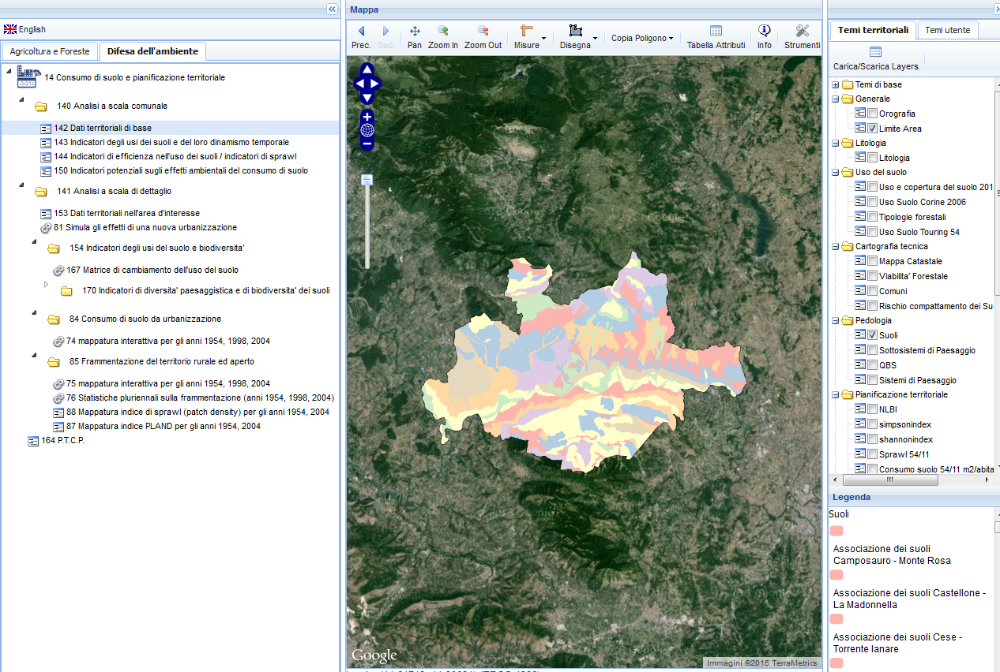 English
Agricoltura e Foreste
Difesa dell'ambiente
14 Consumo di suolo e pianificazione territoriale
140 Analisi a scala comunale
142 Dati territoriali di base
143 Indicatori degli usi dei suoli e del loro dinamismo temporale
144 Indicatori di efficienza nell'uso dei suoli / indicatori di sprawl
150 Indicatori potenziali sugli effetti ambientali del consumo di suolo
141 Analisi a scala di dettaglio
153 Dati territoriali nell'area d'interesse
81 Simula gli effetti di una nuova urbanizzazione
154 Indicatori degli usi del suolo e biodiversita'
167 Matrice di cambiamento dell'uso del suolo
170 Indicatori di diversita' paesaggistica e di biodiversita' dei suoli
84 Consumo di suolo da urbanizzazione
74 mappatura interattiva per gli anni 1954, 1998, 2004
85 Frammentazione del territorio rurale ed aperto
75 mappatura interattiva per gli anni 1954, 1998, 2004
76 Statistiche pluriennali sulla frammentazione (anni 1954, 1998, 2004)
88 Mappatura indice di sprawl (patch density) per gli anni 1954, 2004
87 Mappatura indice PLAND per gli anni 1954, 2004
164 P.T.C.P.
Mappa
Prec.
Suc.
Pan
Zoom In
Zoom Out
Misure
Disegna
Copia Poligono
Tabella Attributi
Info
Strumenti
Google
Immagini ©2015 TerraMetrics
Temi territoriali
Temi utente
Carica/Scarica Layers
Temi di base
Generale
Orografia
Limite Area
Litologia
Litologia
Uso del suolo
Uso e copertura del suolo 201
Uso Suolo Corine 2006
Tipologie forestali
Uso Suolo Touring 54
Cartografia tecnica
Mappa Catastale
Viabilita' Forestale
Comuni
Rischio compattamento dei Su
Pedologia
Suoli
Sottosistemi di Paesaggio
QBS
Sistemi di Paesaggio
Pianificazione territoriale
NLBI
simpsonindex
shannonindex
Sprawl 54/11
Consumo suolo 54/11 m2/abita
Legenda
Suoli
Associazione dei suoli
Camposauro - Monte Rosa
Associazione dei suoli Castellone -
La Madonnella
Associazione dei suoli Cese -
Torrente Ianare